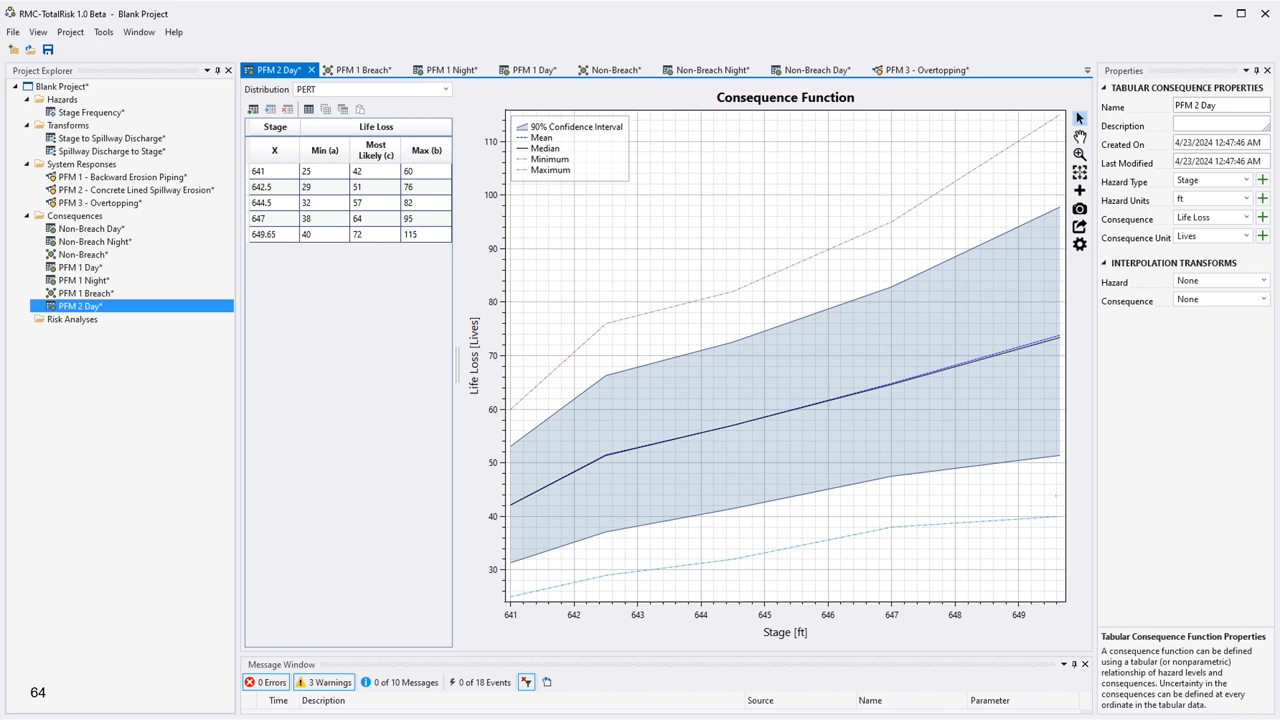 RMC-TotalRisk 1.0 Beta - Blank Project
File View Project Tools Window Help
Project Explorer
Blank Project*
Hazards
Stage Frequency*
Transforms
Stage to Spillway Discharge*
Spillway Discharge to Stage*
System Responses
PFM 1 - Backward Erosion Piping*
PFM 2 - Concrete Lined Spillway Erosion*
PFM 3 - Overtopping*
Consequences
Non-Breach Day*
Non-Breach Night*
Non-Breach*
PFM 1 Day*
PFM 1 Night*
PFM 1 Breach*
PFM 2 Day*
Risk Analyses
64
PFM 2 Day* PFM 1 Breach* PFM 1 Night* PFM 1 Day* Non-Breach* Non-Breach Night* Non-Breach Day* PFM 3 - Overtopping*
Distribution PERT
Stage Life Loss
X Min (a) Most Likely (c) Max (b)
641 25 42 60
642.5 29 51 76
644.5 32 57 82
647 38 64 95
649.65 40 72 115
Consequence Function
90% Confidence Interval
Mean
Median
Minimum
Maximum
Life Loss [Lives]
110
100
90
80
70
60
50
40
30
641 642 643 644 645 646 647 648 649
Stage [ft]
Message Window
0 Errors 3 Warnings 0 of 10 Messages 0 of 18 Events
Time Description Source Name Parameter
Properties
TABULAR CONSEQUENCE PROPERTIES
Name PFM 2 Day
Description
Created On 4/23/2024 12:47:46 AM
Last Modified 4/23/2024 12:47:46 AM
Hazard Type Stage
Hazard Units ft
Consequence Life Loss
Consequence Unit Lives
INTERPOLATION TRANSFORMS
Hazard None
Consequence None
Tabular Consequence Function Properties
A consequence function can be defined
using a tabular (or nonparametric)
relationship of hazard levels and
consequences. Uncertainty in the
consequences can be defined at every
ordinate in the tabular data.